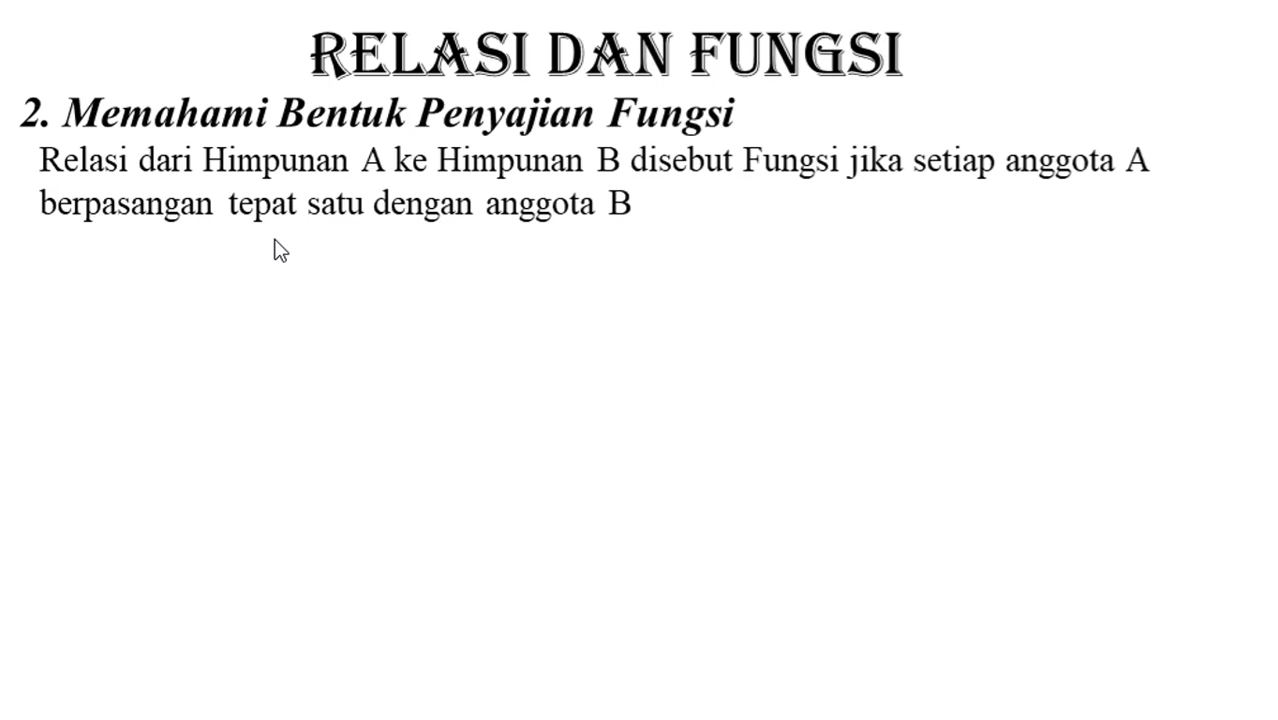 RELASI DAN FUNGSI
2. Memahami Bentuk Penyajian Fungsi
Relasi dari Himpunan A ke Himpunan B disebut Fungsi jika setiap anggota A
berpasangan tepat satu dengan anggota B